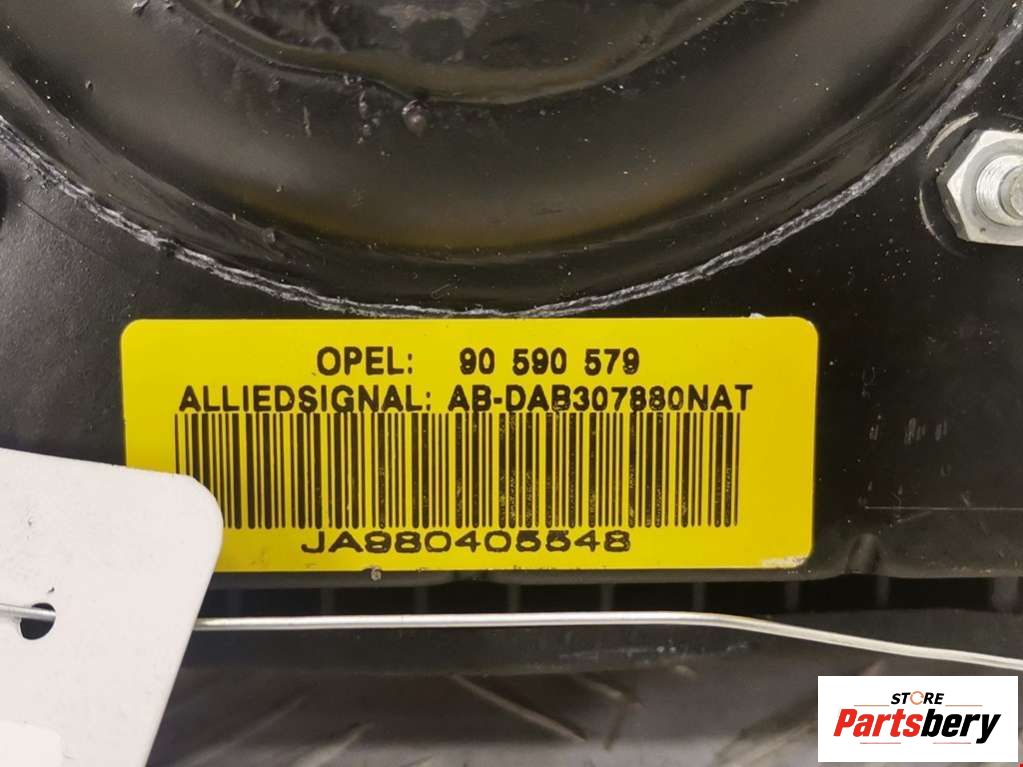 OPEL: 90 590 579
ALLIEDSIGNAL: AB-DAB307880NAT
JA980405548
STORE
Partsbery